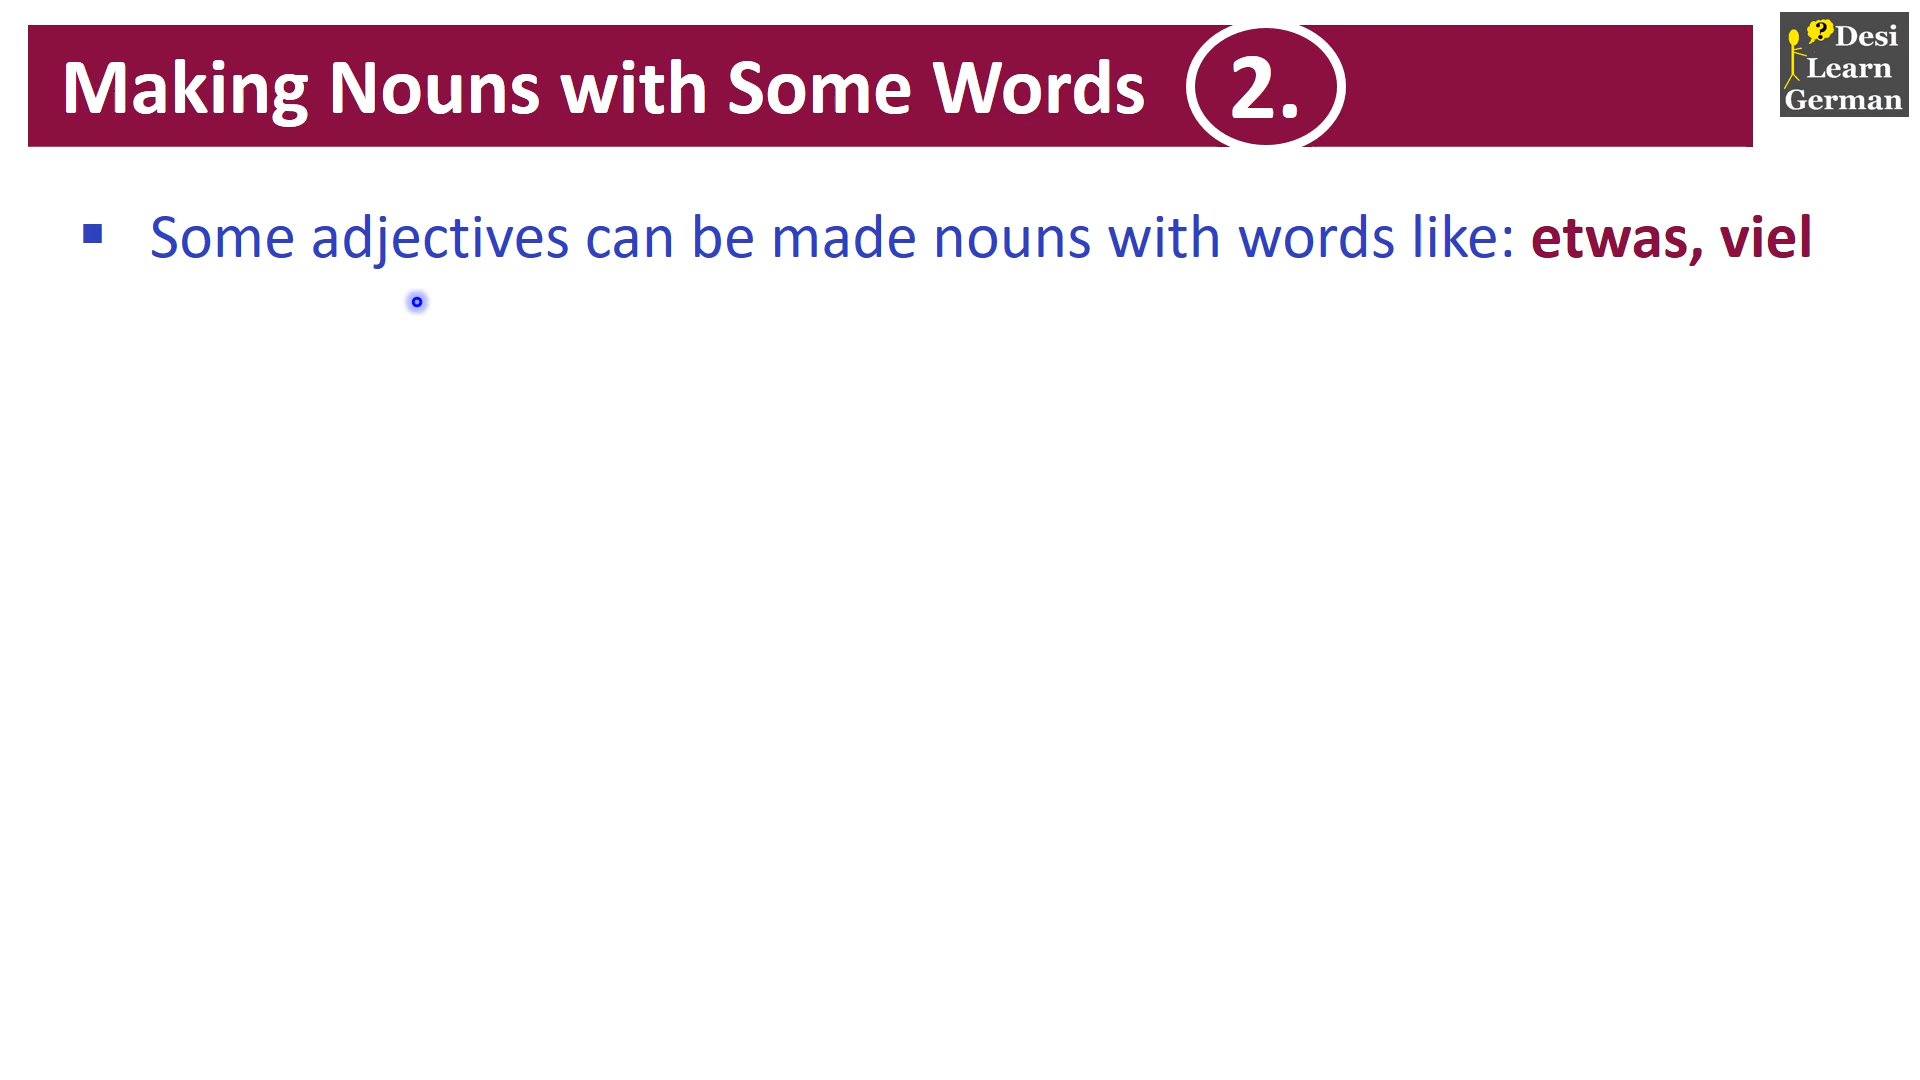 Making Nouns with Some Words 2.
? Desi
Learn
German
▪ Some adjectives can be made nouns with words like: etwas, viel